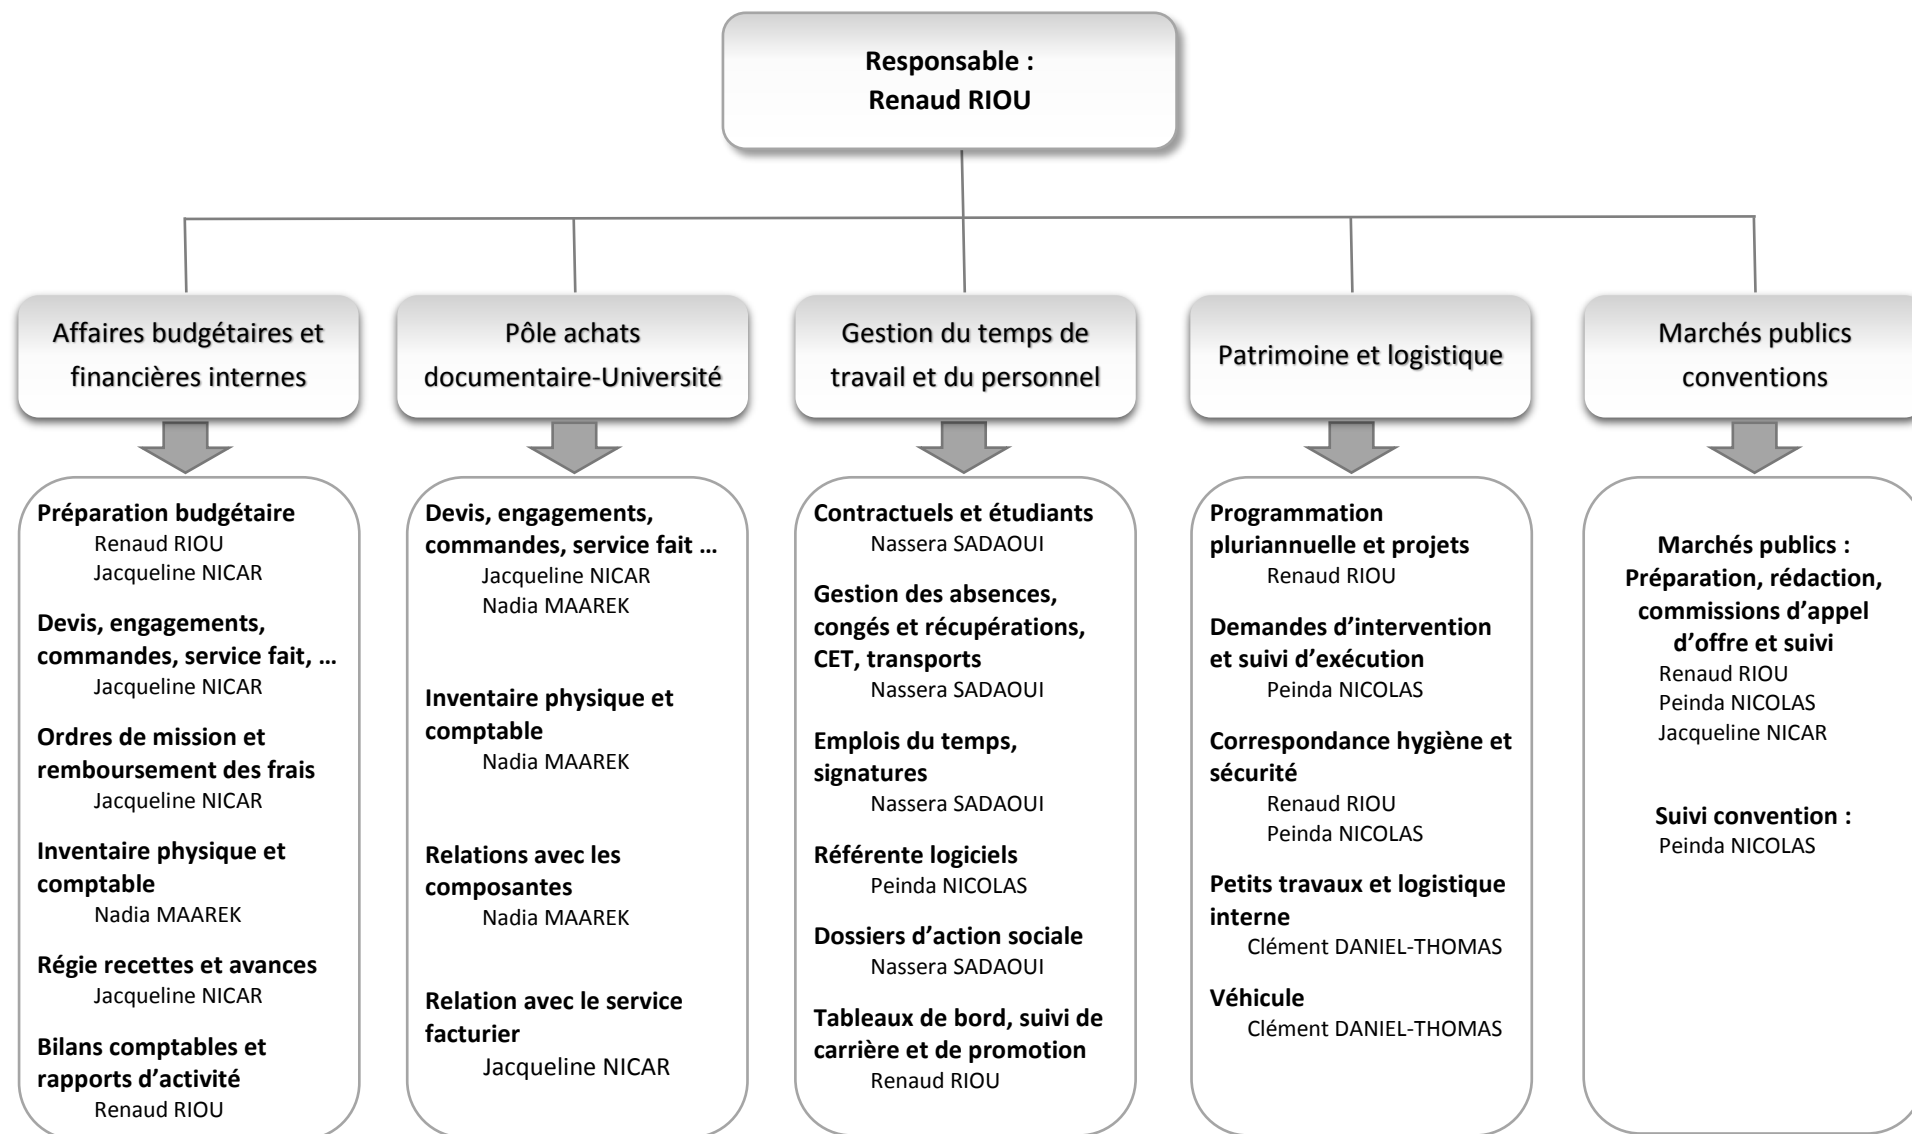 Responsable :
Renaud RIOU
Affaires budgétaires et
financières internes
Pôle achats
documentaire-Université
Gestion du temps de
travail et du personnel
Patrimoine et logistique
Marchés publics
conventions
Préparation budgétaire
Renaud RIOU
Jacqueline NICAR
Devis, engagements,
commandes, service fait, …
Jacqueline NICAR
Ordres de mission et
remboursement des frais
Jacqueline NICAR
Inventaire physique et
comptable
Nadia MAAREK
Régie recettes et avances
Jacqueline NICAR
Bilans comptables et
rapports d’activité
Renaud RIOU
Devis, engagements,
commandes, service fait …
Jacqueline NICAR
Nadia MAAREK
Inventaire physique et
comptable
Nadia MAAREK
Relations avec les
composantes
Nadia MAAREK
Relation avec le service
facturier
Jacqueline NICAR
Contractuels et étudiants
Nassera SADAOUI
Gestion des absences,
congés et récupérations,
CET, transports
Nassera SADAOUI
Emplois du temps,
signatures
Nassera SADAOUI
Référente logiciels
Peinda NICOLAS
Dossiers d’action sociale
Nassera SADAOUI
Tableaux de bord, suivi de
carrière et de promotion
Renaud RIOU
Programmation
pluriannuelle et projets
Renaud RIOU
Demandes d’intervention
et suivi d’exécution
Peinda NICOLAS
Correspondance hygiène et
sécurité
Renaud RIOU
Peinda NICOLAS
Petits travaux et logistique
interne
Clément DANIEL-THOMAS
Véhicule
Clément DANIEL-THOMAS
Marchés publics :
Préparation, rédaction,
commissions d’appel
d’offre et suivi
Renaud RIOU
Peinda NICOLAS
Jacqueline NICAR
Suivi convention :
Peinda NICOLAS